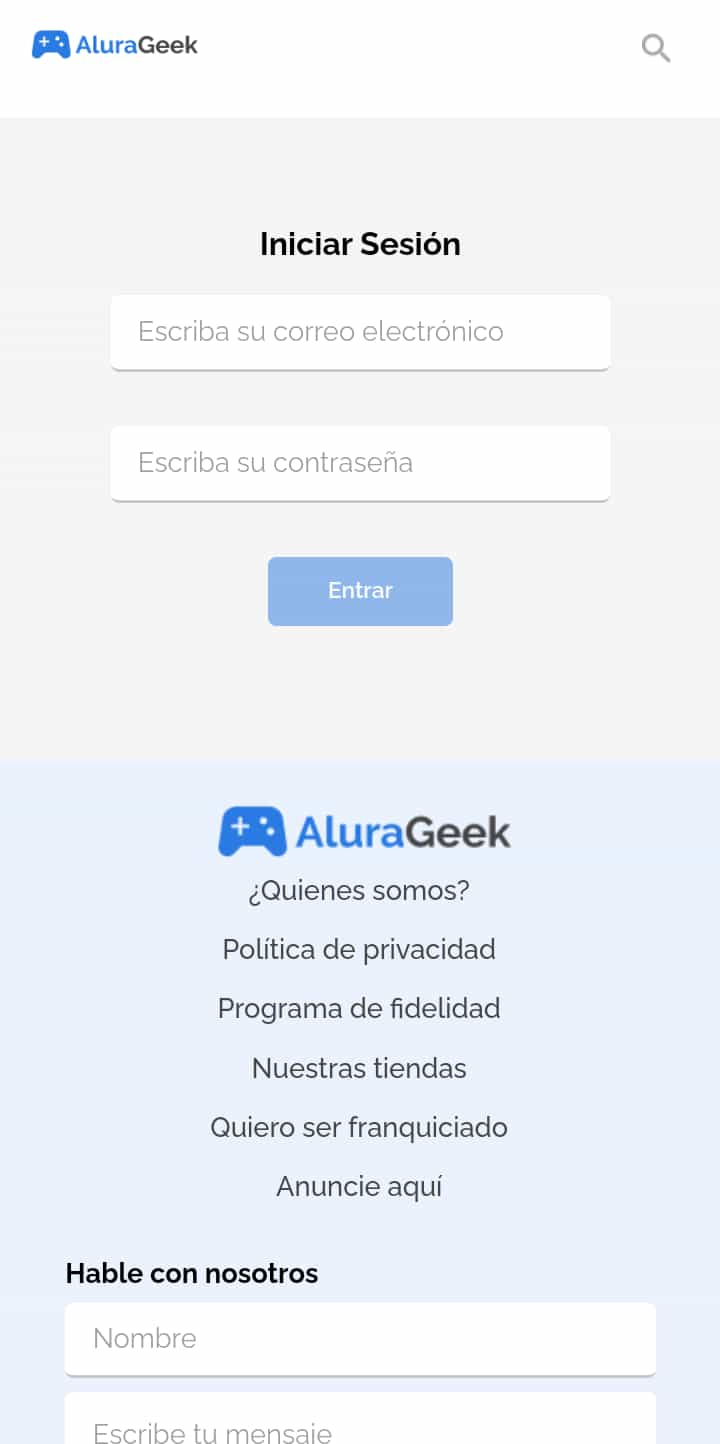 AluraGeek
Iniciar Sesión
Escriba su correo electrónico
Escriba su contraseña
Entrar
AluraGeek
¿Quienes somos?
Política de privacidad
Programa de fidelidad
Nuestras tiendas
Quiero ser franquiciado
Anuncie aquí
Hable con nosotros
Nombre
Escribe tu mensaje